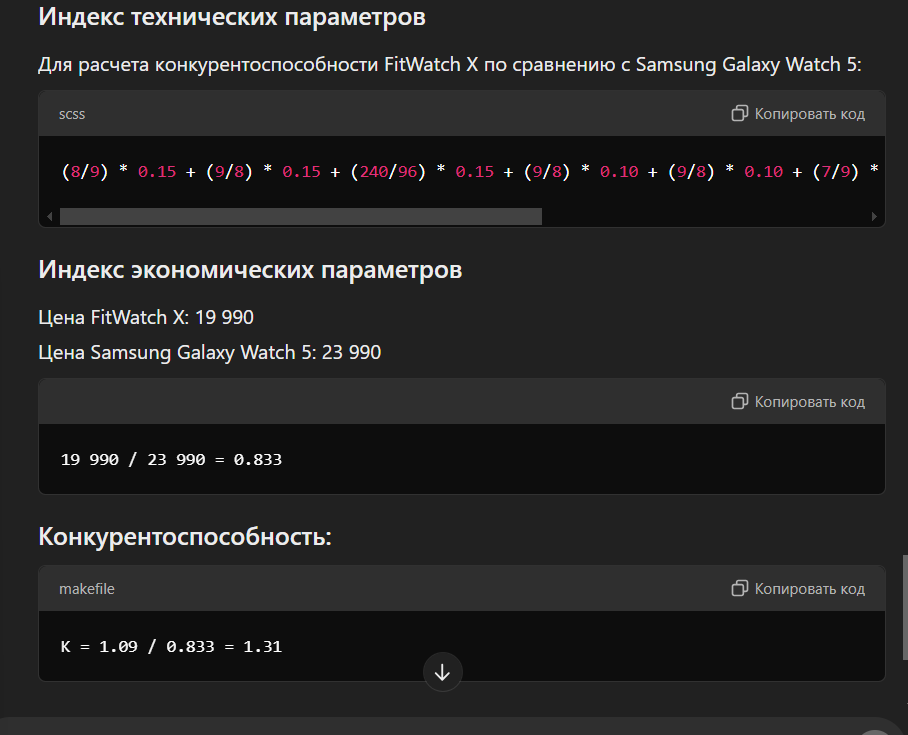 Индекс технических параметров
Для расчета конкурентоспособности FitWatch X по сравнению с Samsung Galaxy Watch 5:
scss
Копировать код
(8/9) * 0.15 + (9/8) * 0.15 + (240/96) * 0.15 + (9/8) * 0.10 + (9/8) * 0.10 + (7/9) *
Индекс экономических параметров
Цена FitWatch X: 19 990
Цена Samsung Galaxy Watch 5: 23 990
Копировать код
19 990 / 23 990 = 0.833
Конкурентоспособность:
makefile
Копировать код
K = 1.09 / 0.833 = 1.31